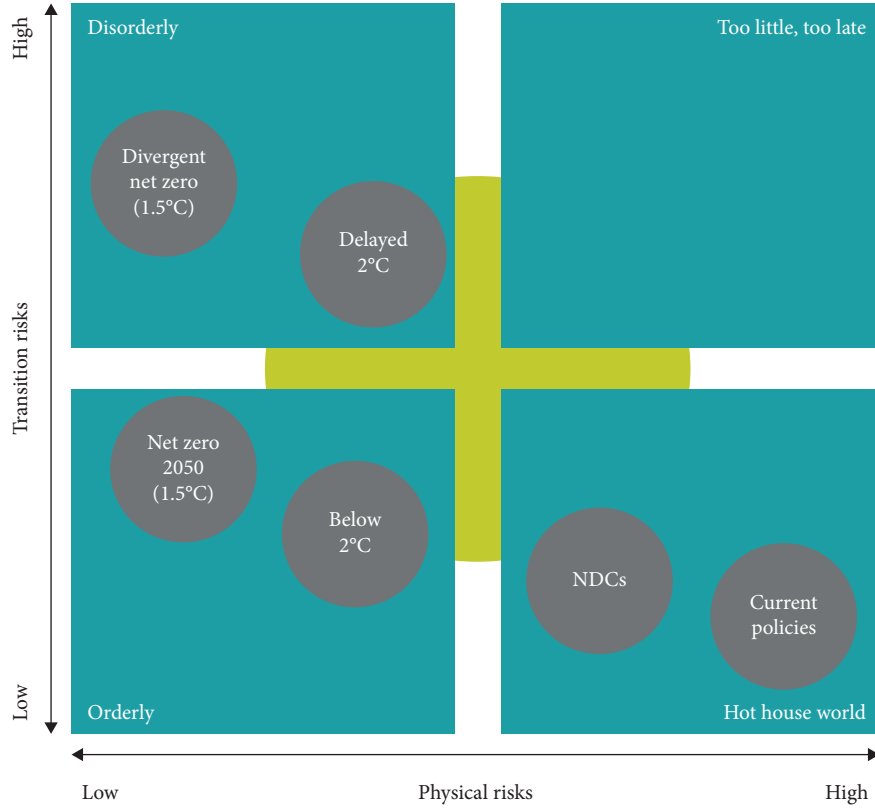 High
Transition risks
Low
Disorderly
Too little, too late
Divergent
net zero
(1.5°C)
Delayed
2°C
Net zero
2050
(1.5°C)
Below
2°C
NDCs
Current
policies
Orderly
Hot house world
Low
Physical risks
High